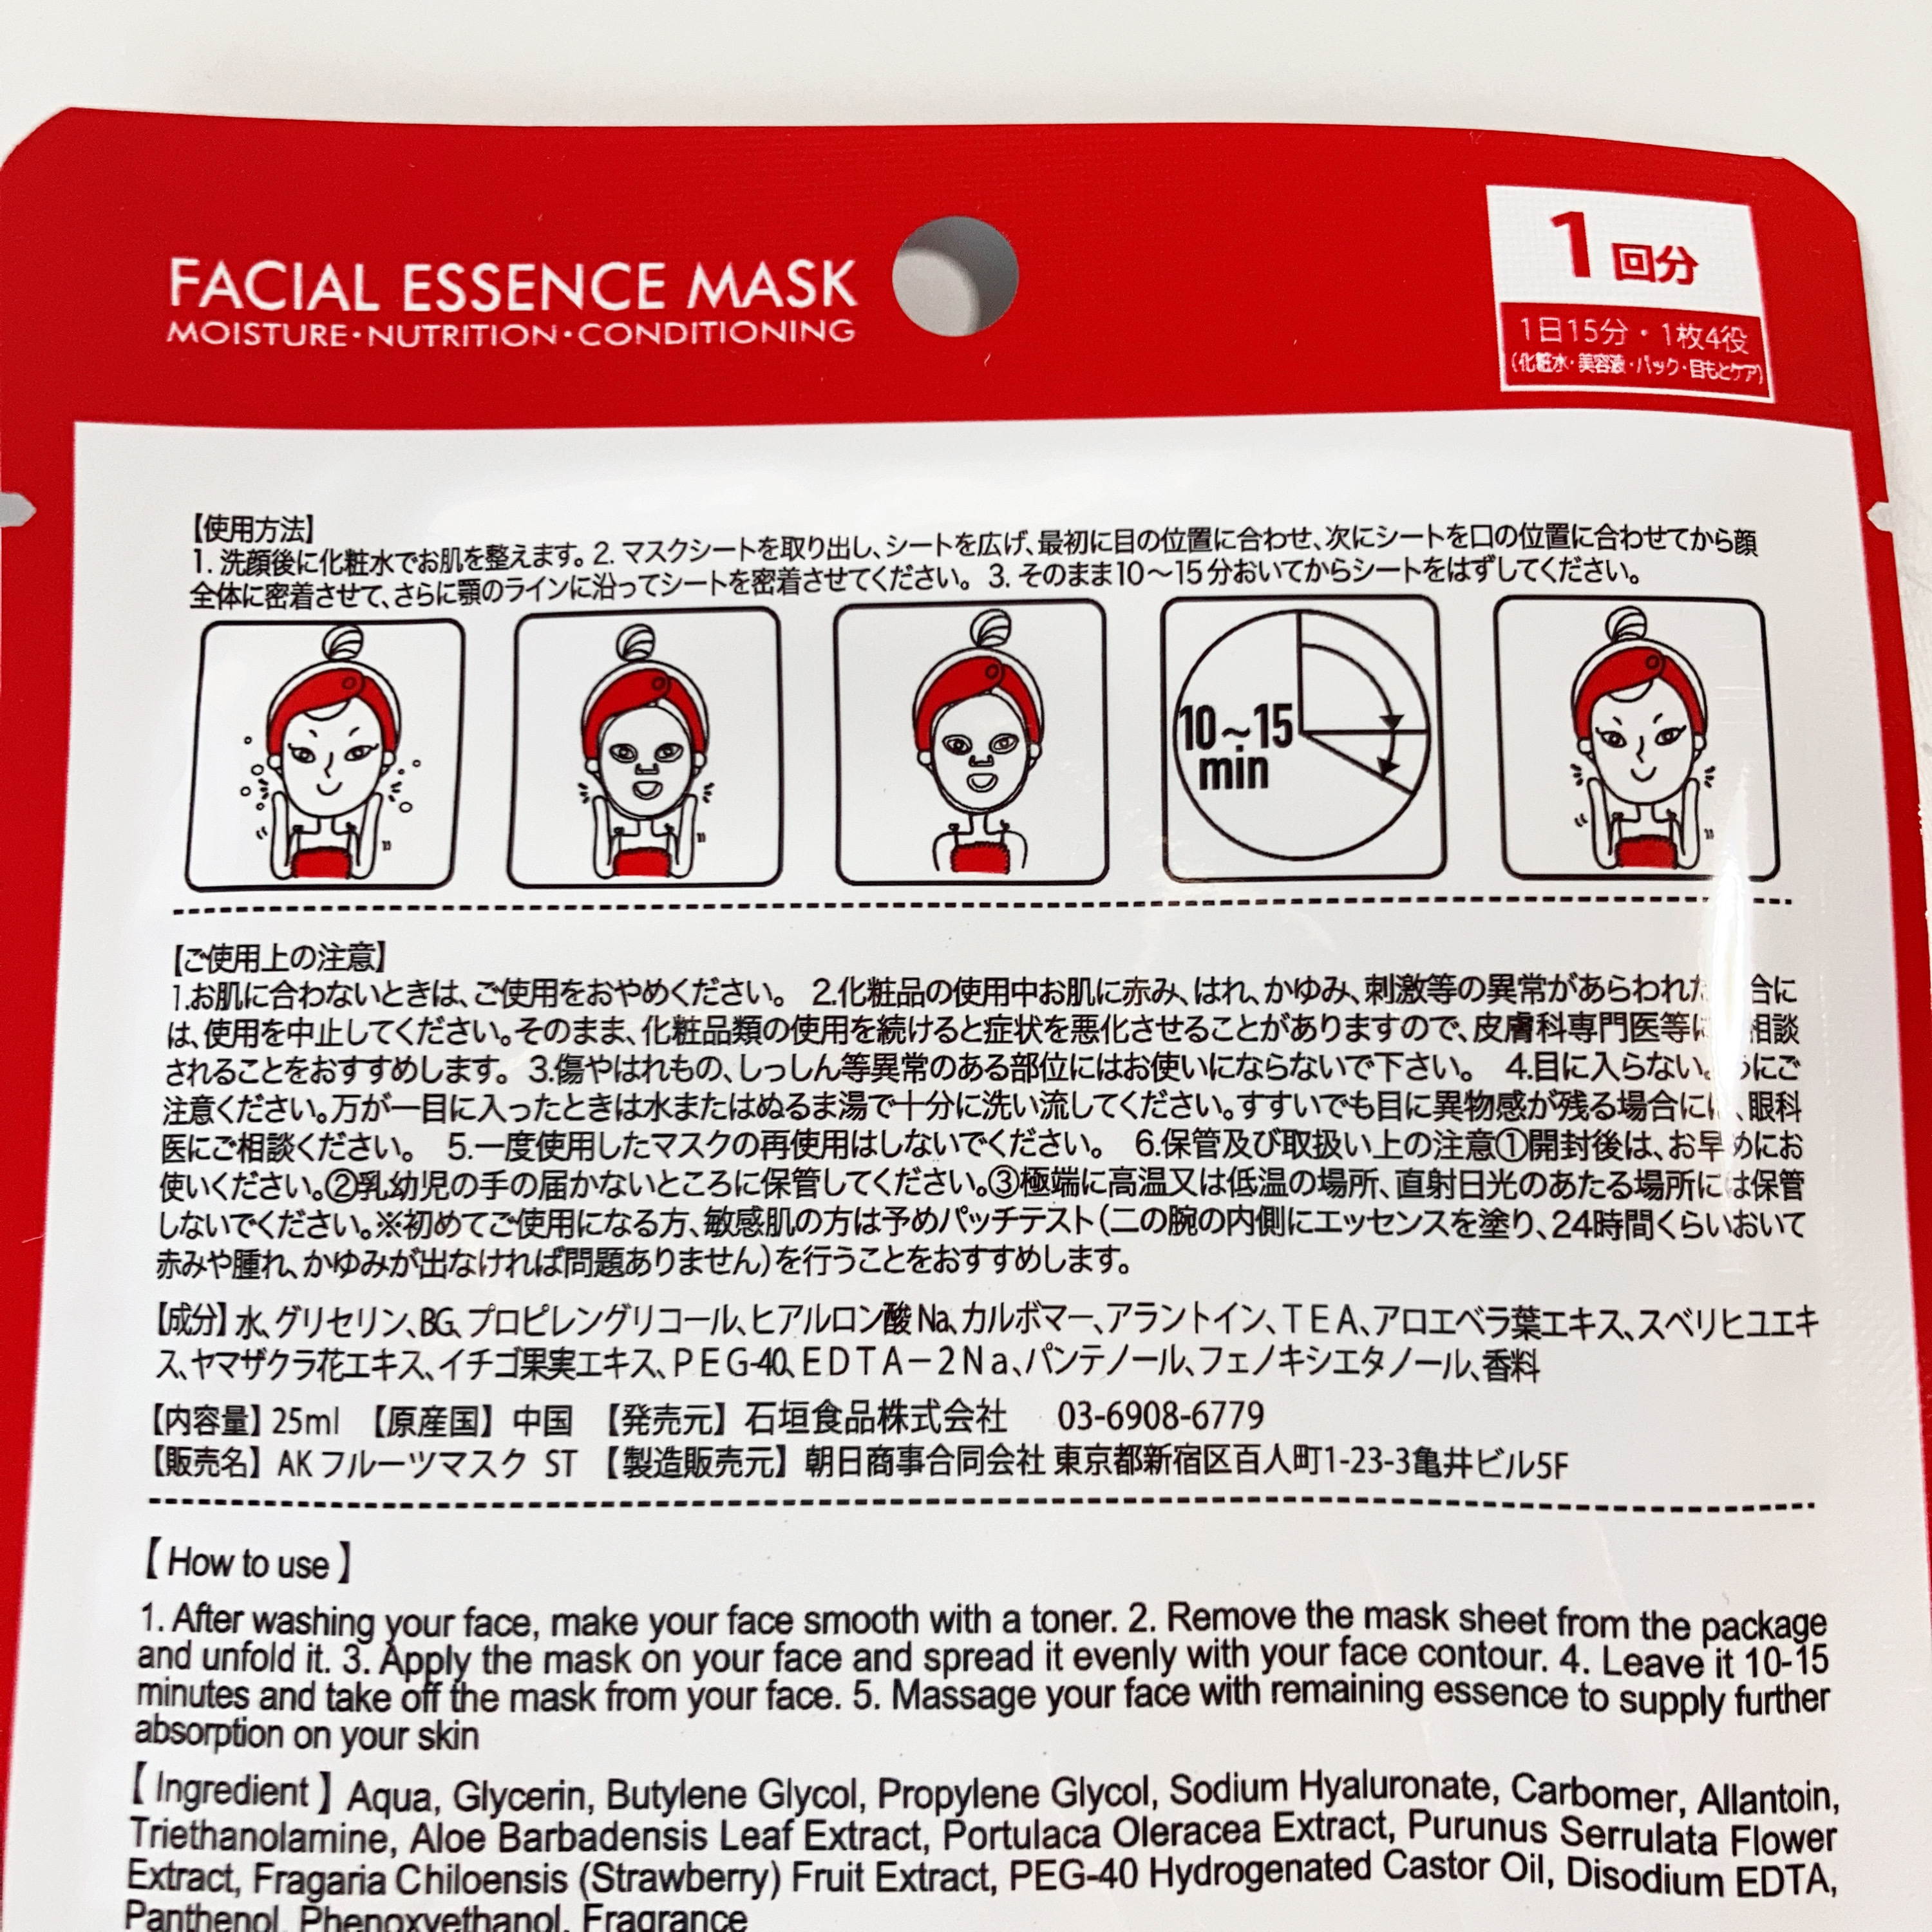 FACIAL ESSENCE MASK
MOISTURE・NUTRITION・CONDITIONING
1回分
1日15分・1枚4役
(化粧水・美容液・パック・目もとケア)
【使用方法】
1. 洗顔後に化粧水でお肌を整えます。2. マスクシートを取り出し、シートを広げ、最初に目の位置に合わせ、次にシートを口の位置に合わせてから顔
全体に密着させて、さらに顎のラインに沿ってシートを密着させてください。 3. そのまま10～15分おいてからシートをはずしてください。
10～15
min
【ご使用上の注意】
1.お肌に合わないときは、ご使用をおやめください。 2.化粧品の使用中お肌に赤み、はれ、かゆみ、刺激等の異常があらわれた 合に
は、使用を中止してください。そのまま、化粧品類の使用を続けると症状を悪化させることがありますので、皮膚科専門医等に 相談
されることをおすすめします。 3.傷やはれもの、しっしん等異常のある部位にはお使いにならないで下さい。 4.目に入らないようにご
注意ください。万が一目に入ったときは水またはぬるま湯で十分に洗い流してください。すすいでも目に異物感が残る場合には、眼科
医にご相談ください。 5.一度使用したマスクの再使用はしないでください。 6.保管及び取扱い上の注意①開封後は、お早めにお
使いください。②乳幼児の手の届かないところに保管してください。③極端に高温又は低温の場所、直射日光のあたる場所には保管
しないでください。※初めてご使用になる方、敏感肌の方は予めパッチテスト(二の腕の内側にエッセンスを塗り、24時間くらいおいて
赤みや腫れ、かゆみが出なければ問題ありません)を行うことをおすすめします。
【成分】水、グリセリン、BG、プロピレングリコール、ヒアルロン酸Na、カルボマー、アラントイン、TEA、アロエベラ葉エキス、スベリヒユエキ
ス、ヤマザクラ花エキス、イチゴ果実エキス、PEG-40、EDTA－2Na、パンテノール、フェノキシエタノール、香料
【内容量】25ml 【原産国】中国 【発売元】石垣食品株式会社 03-6908-6779
【販売名】AKフルーツマスク ST 【製造販売元】朝日商事合同会社 東京都新宿区百人町1-23-3亀井ビル5F
【How to use】
1. After washing your face, make your face smooth with a toner. 2. Remove the mask sheet from the package
and unfold it. 3. Apply the mask on your face and spread it evenly with your face contour. 4. Leave it 10-15
minutes and take off the mask from your face. 5. Massage your face with remaining essence to supply further
absorption on your skin
【Ingredient】Aqua, Glycerin, Butylene Glycol, Propylene Glycol, Sodium Hyaluronate, Carbomer, Allantoin,
Triethanolamine, Aloe Barbadensis Leaf Extract, Portulaca Oleracea Extract, Purunus Serrulata Flower
Extract, Fragaria Chiloensis (Strawberry) Fruit Extract, PEG-40 Hydrogenated Castor Oil, Disodium EDTA,
Panthenol, Phenoxyethanol, Fragrance